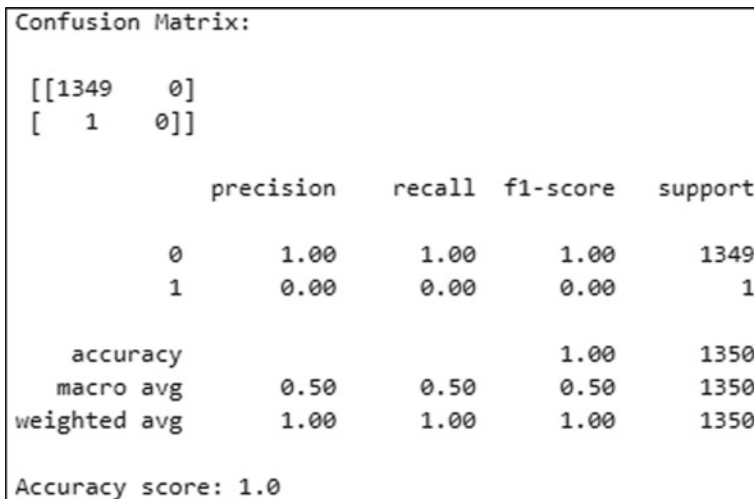 Confusion Matrix:
[[1349 0]
[ 1 0]]
precision recall f1-score support
0 1.00 1.00 1.00 1349
1 0.00 0.00 0.00 1
accuracy 1.00 1350
macro avg 0.50 0.50 0.50 1350
weighted avg 1.00 1.00 1.00 1350
Accuracy score: 1.0